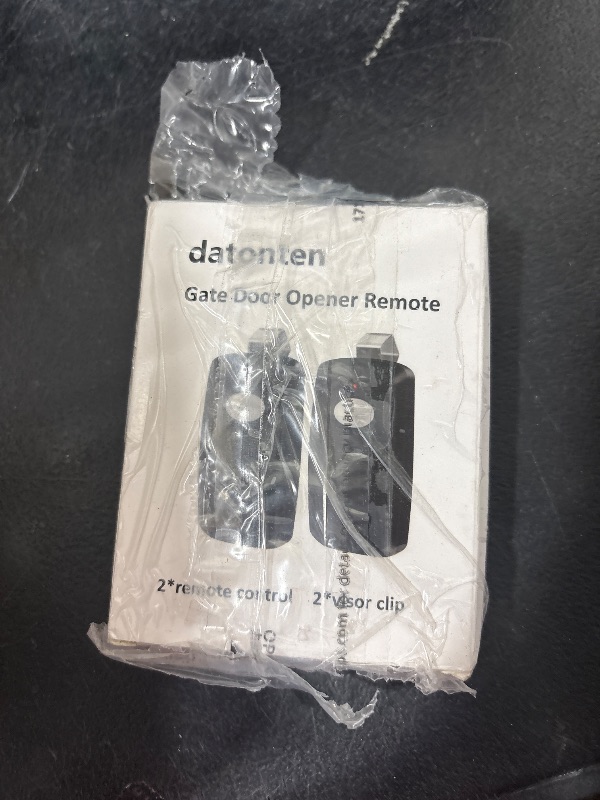 datonten
Gate Door Opener Remote
2*remote control 2*visor clip